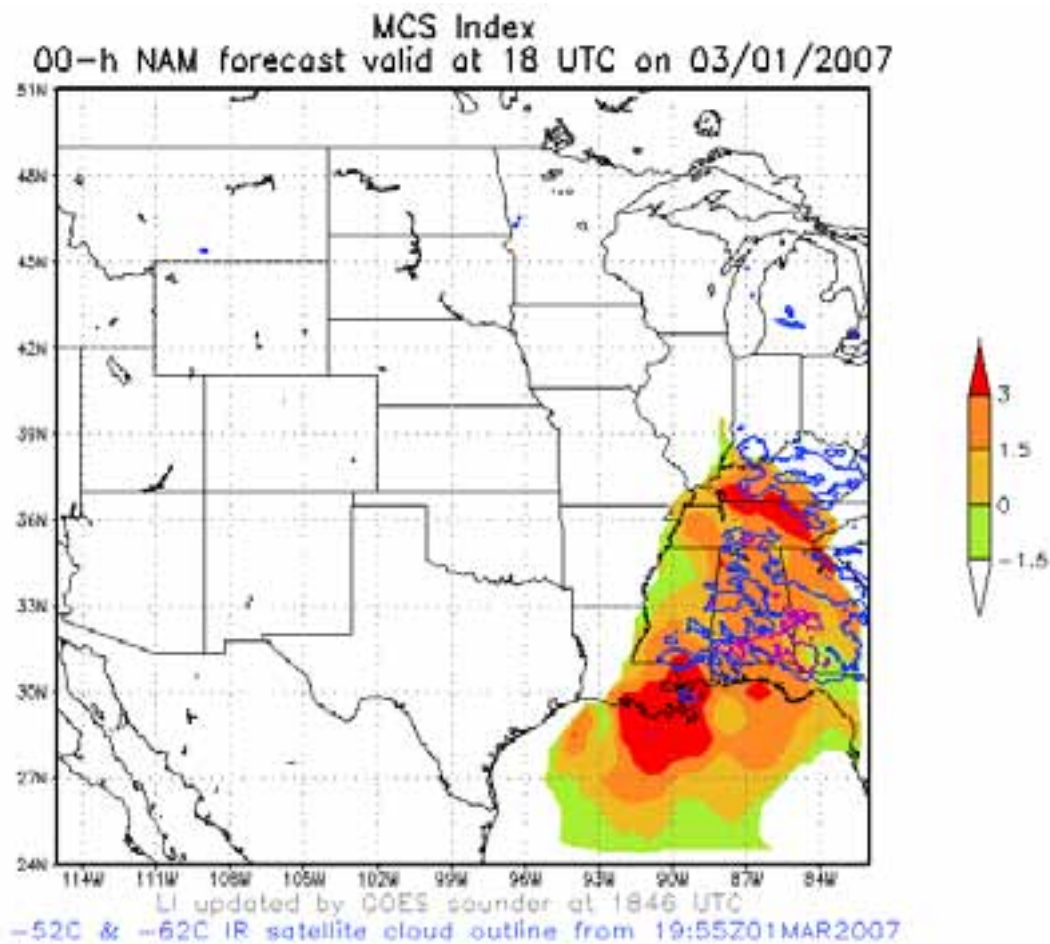 MCS Index
00-h NAM forecast valid at 18 UTC on 03/01/2007
51N
48N
45N
42N
39N
36N
33N
30N
27N
24N
114W 111W 108W 105W 102W 99W 96W 93W 90W 87W 84W
3
1.5
0
-1.5
LI updated by GOES sounder at 1846 UTC
-52C & -62C IR satellite cloud outline from 19:55Z01MAR2007